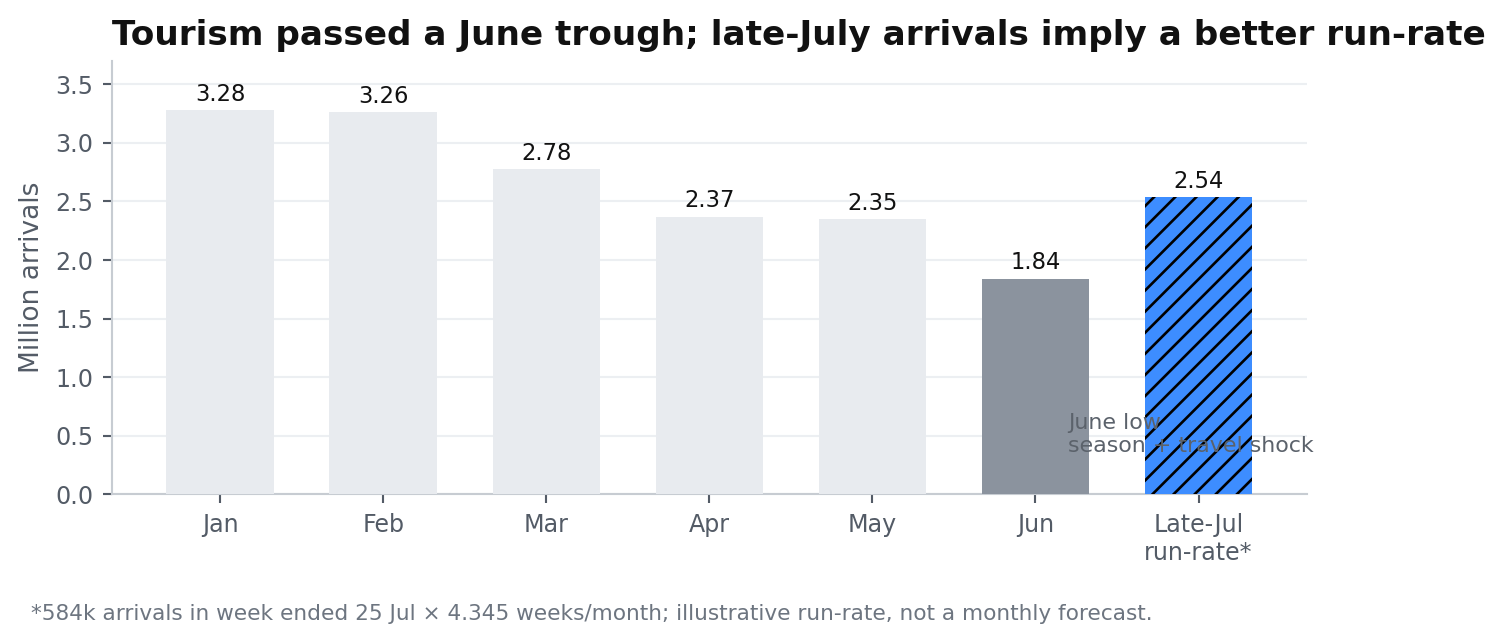 Tourism passed a June trough; late-July arrivals imply a better run-rate
Million arrivals
3.5
3.0
2.5
2.0
1.5
1.0
0.5
0.0
3.28
3.26
2.78
2.37
2.35
1.84
2.54
June low
season + travel shock
Jan
Feb
Mar
Apr
May
Jun
Late-Jul
run-rate*
*584k arrivals in week ended 25 Jul × 4.345 weeks/month; illustrative run-rate, not a monthly forecast.